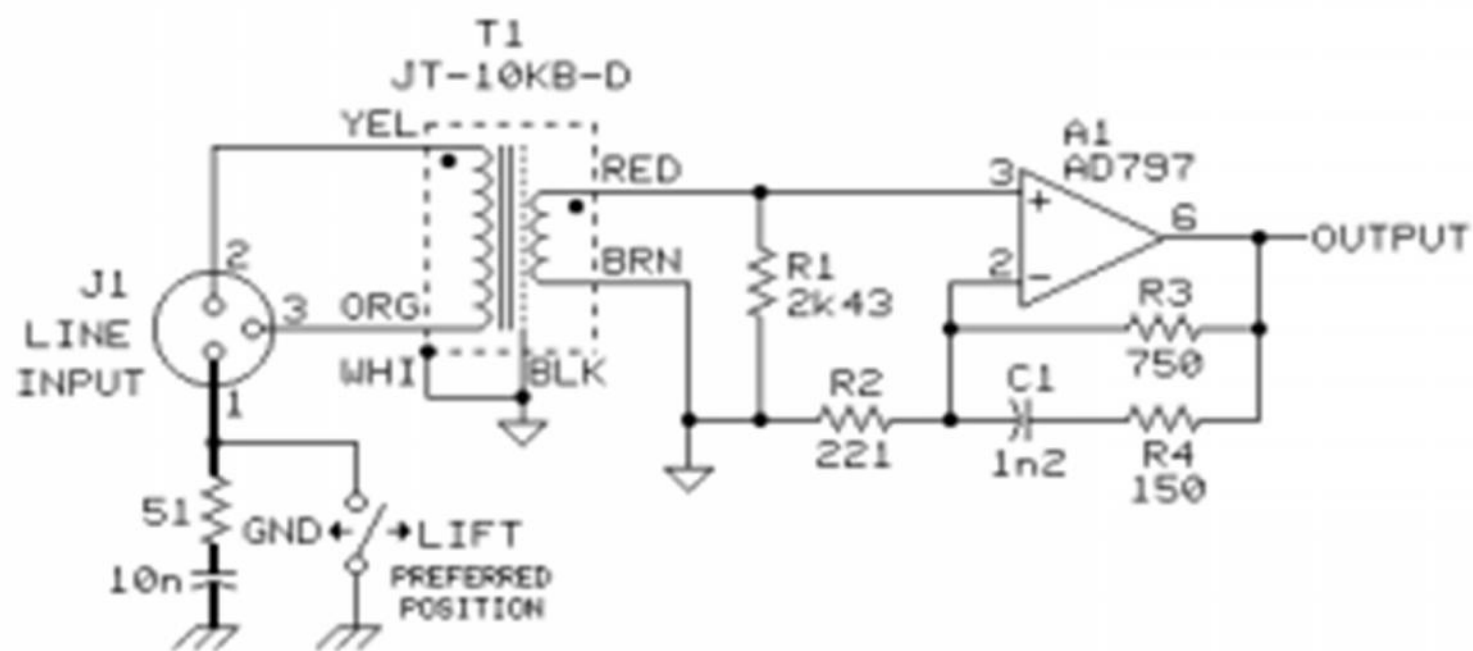 T1
JT-10KB-D
YEL
RED
BRN
ORG
WHI
BLK
J1
LINE
INPUT
2
3
1
51
10n
GND
LIFT
PREFERRED
POSITION
R1
2k43
R2
221
C1
1n2
A1
AD797
3
+
2
-
6
OUTPUT
R3
750
R4
150